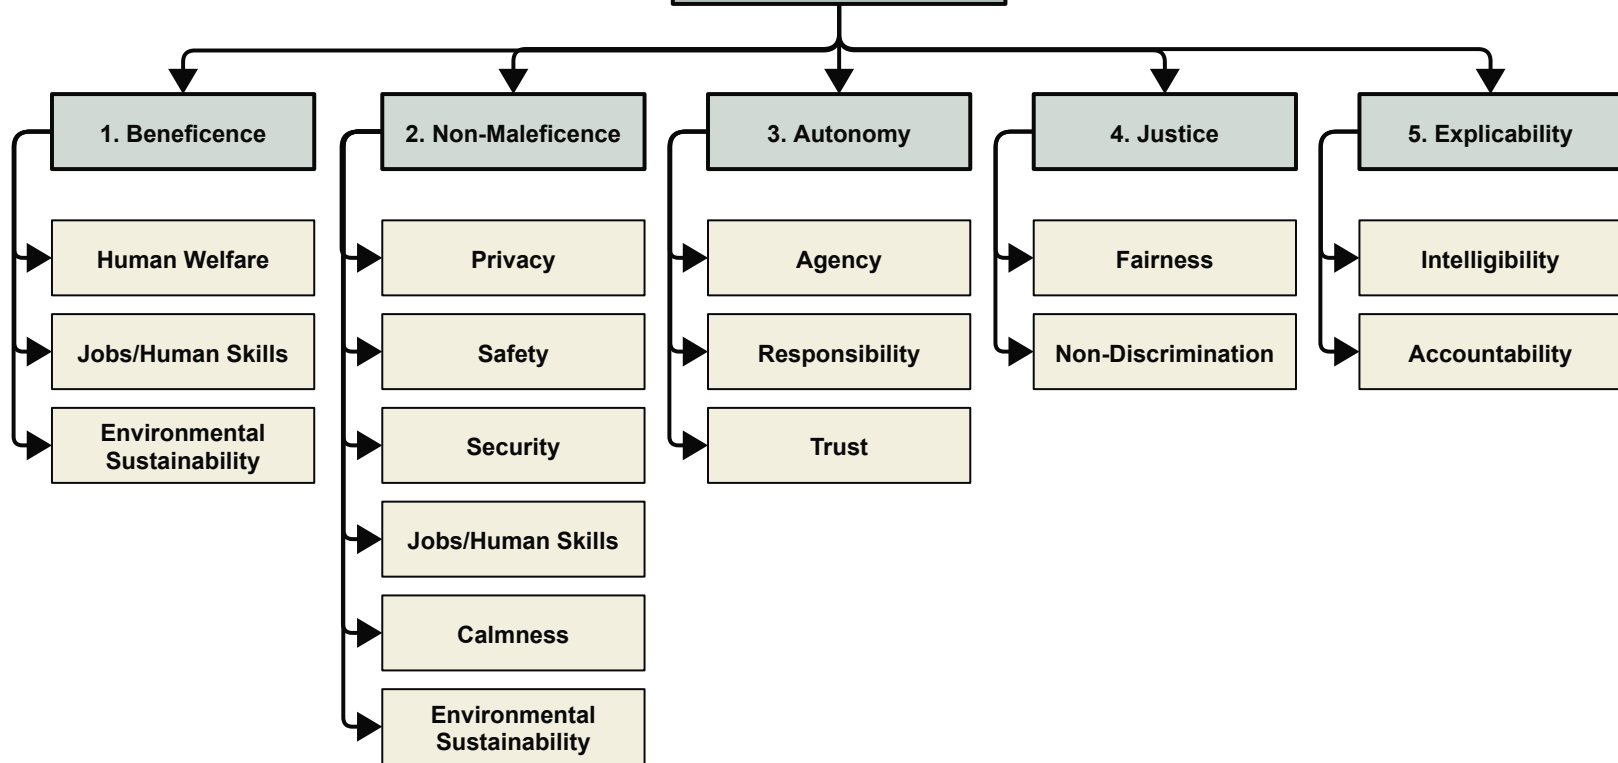 1. Beneficence
2. Non-Maleficence
3. Autonomy
4. Justice
5. Explicability
Human Welfare
Privacy
Agency
Fairness
Intelligibility
Jobs/Human Skills
Safety
Responsibility
Non-Discrimination
Accountability
Environmental
Sustainability
Security
Trust
Jobs/Human Skills
Calmness
Environmental
Sustainability